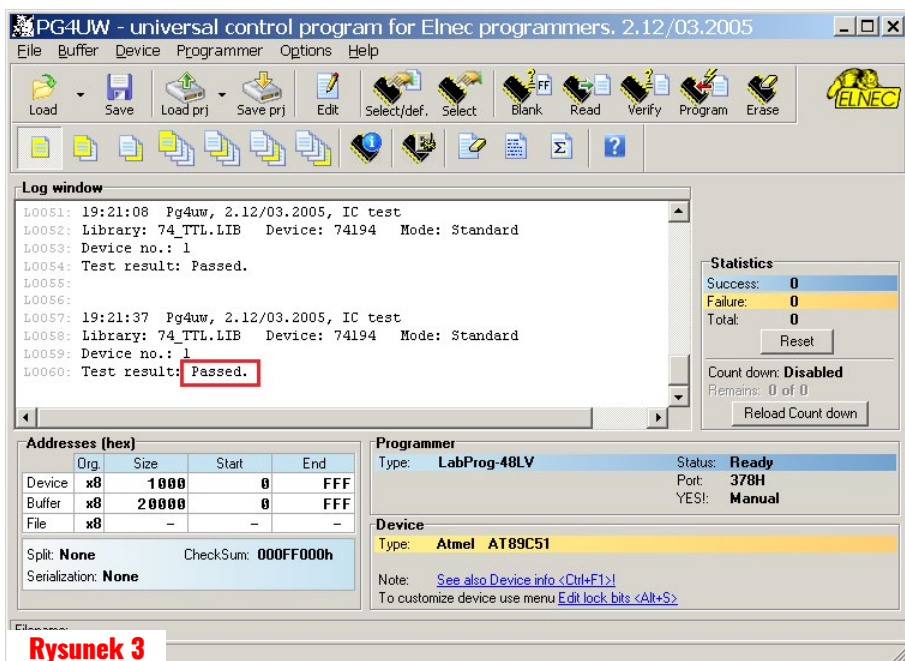 PG4UW - universal control program for Elnec programmers. 2.12/03.2005
File Buffer Device Programmer Options Help
Load Save Load prj Save prj Edit Select/def. Select Blank Read Verify Program Erase
ELNEC
Log window
L0051: 19:21:08 Pg4uw, 2.12/03.2005, IC test
L0052: Library: 74_TTL.LIB Device: 74194 Mode: Standard
L0053: Device no.: 1
L0054: Test result: Passed.
L0055:
L0056:
L0057: 19:21:37 Pg4uw, 2.12/03.2005, IC test
L0058: Library: 74_TTL.LIB Device: 74194 Mode: Standard
L0059: Device no.: 1
L0060: Test result: Passed.
Statistics
Success: 0
Failure: 0
Total: 0
Reset
Count down: Disabled
Remains: 0 of 0
Reload Count down
Addresses (hex)
Org. Size Start End
Device x8 1000 0 FFF
Buffer x8 20000 0 FFF
File x8 - - -
Split: None CheckSum: 000FF000h
Serialization: None
Programmer
Type: LabProg-48LV Status: Ready
Port: 378H
YES!: Manual
Device
Type: Atmel AT89C51
Note: See also Device info <Ctrl+F1>!
To customize device use menu Edit lock bits <Alt+S>
Rysunek 3